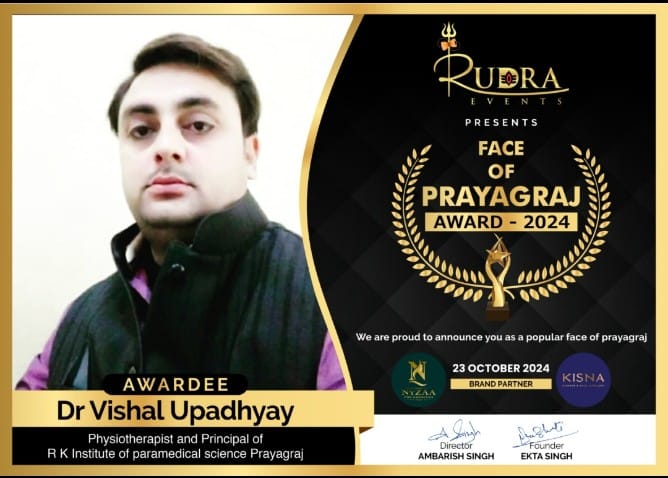 RUDRA
EVENTS
PRESENTS
FACE
OF
PRAYAGRAJ
AWARD - 2024
We are proud to announce you as a popular face of prayagraj
23 OCTOBER 2024
BRAND PARTNER
NYZAA
KISNA
AWARDEE
Dr Vishal Upadhyay
Physiotherapist and Principal of
R K Institute of paramedical science Prayagraj
Director
AMBARISH SINGH
Founder
EKTA SINGH